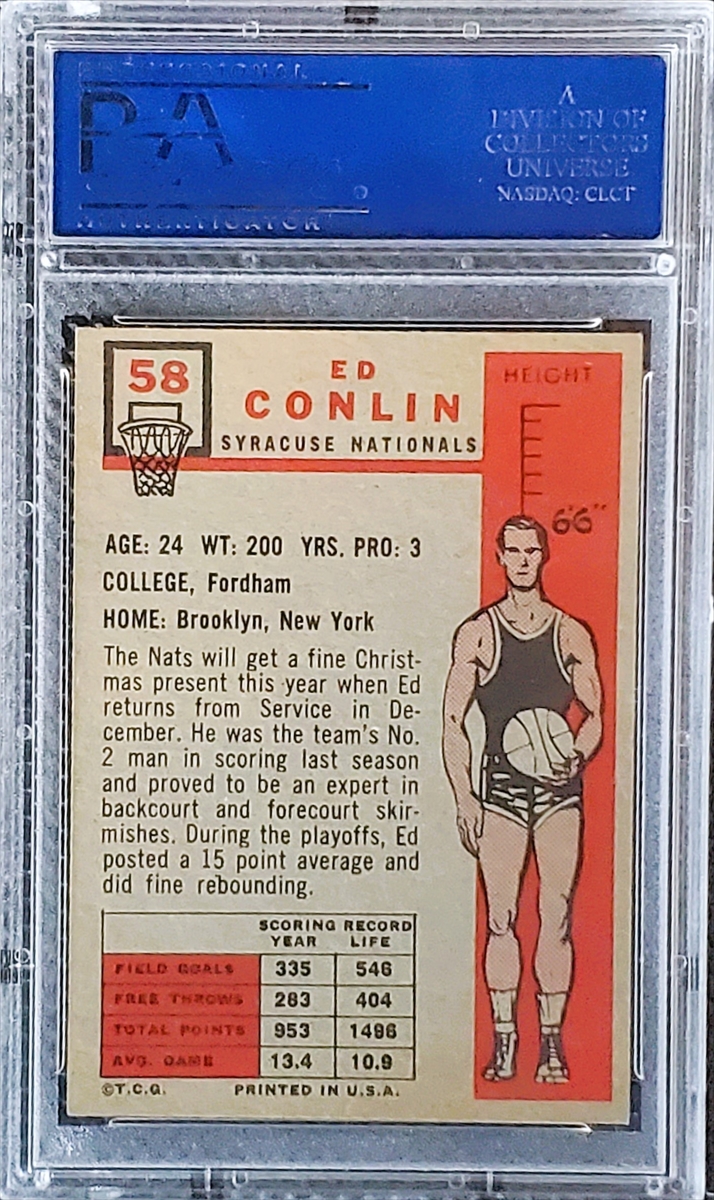 PROFESSIONAL
PSA
AUTHENTICATOR
A
DIVISION OF
COLLECTORS
UNIVERSE
NASDAQ: CLCT
58
ED
CONLIN
SYRACUSE NATIONALS
HEIGHT
6'6"
AGE: 24 WT: 200 YRS. PRO: 3
COLLEGE, Fordham
HOME: Brooklyn, New York
The Nats will get a fine Christ-
mas present this year when Ed
returns from Service in De-
cember. He was the team's No.
2 man in scoring last season
and proved to be an expert in
backcourt and forecourt skir-
mishes. During the playoffs, Ed
posted a 15 point average and
did fine rebounding.
SCORING RECORD
YEAR LIFE
FIELD GOALS 335 546
FREE THROWS 283 404
TOTAL POINTS 953 1496
AVG. GAME 13.4 10.9
©T.C.G. PRINTED IN U.S.A.